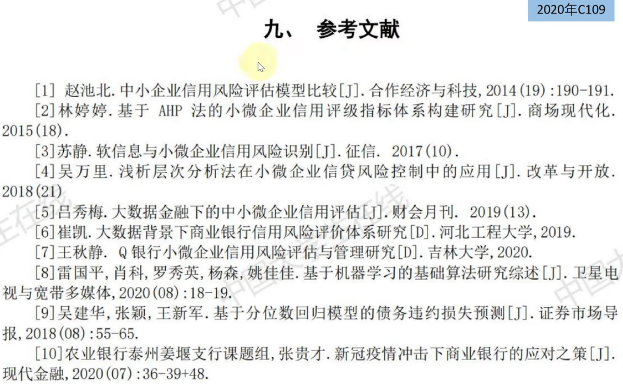 2020年C109
九、 参考文献
[1] 赵池北.中小企业信用风险评估模型比较[J].合作经济与科技,2014(19):190-191.
[2]林婷婷.基于 AHP 法的小微企业信用评级指标体系构建研究[J].商场现代化.
2015(18).
[3]苏静.软信息与小微企业信用风险识别[J].征信. 2017(10).
[4]吴万里.浅析层次分析法在小微企业信贷风险控制中的应用[J].改革与开放.
2018(21)
[5]吕秀梅.大数据金融下的中小微企业信用评估[J].财会月刊. 2019(13).
[6]崔凯.大数据背景下商业银行信用风险评价体系研究[D].河北工程大学,2019.
[7]王秋静. Q银行小微企业信用风险评估与管理研究[D].吉林大学,2020.
[8]雷国平,肖科,罗秀英,杨森,姚佳佳.基于机器学习的基础算法研究综述[J].卫星电
视与宽带多媒体,2020(08):18-19.
[9]吴建华,张颖,王新军.基于分位数回归模型的债务违约损失预测[J].证券市场导
报,2018(08):55-65.
[10]农业银行泰州姜堰支行课题组,张贵才.新冠疫情冲击下商业银行的应对之策[J].
现代金融,2020(07):36-39+48.